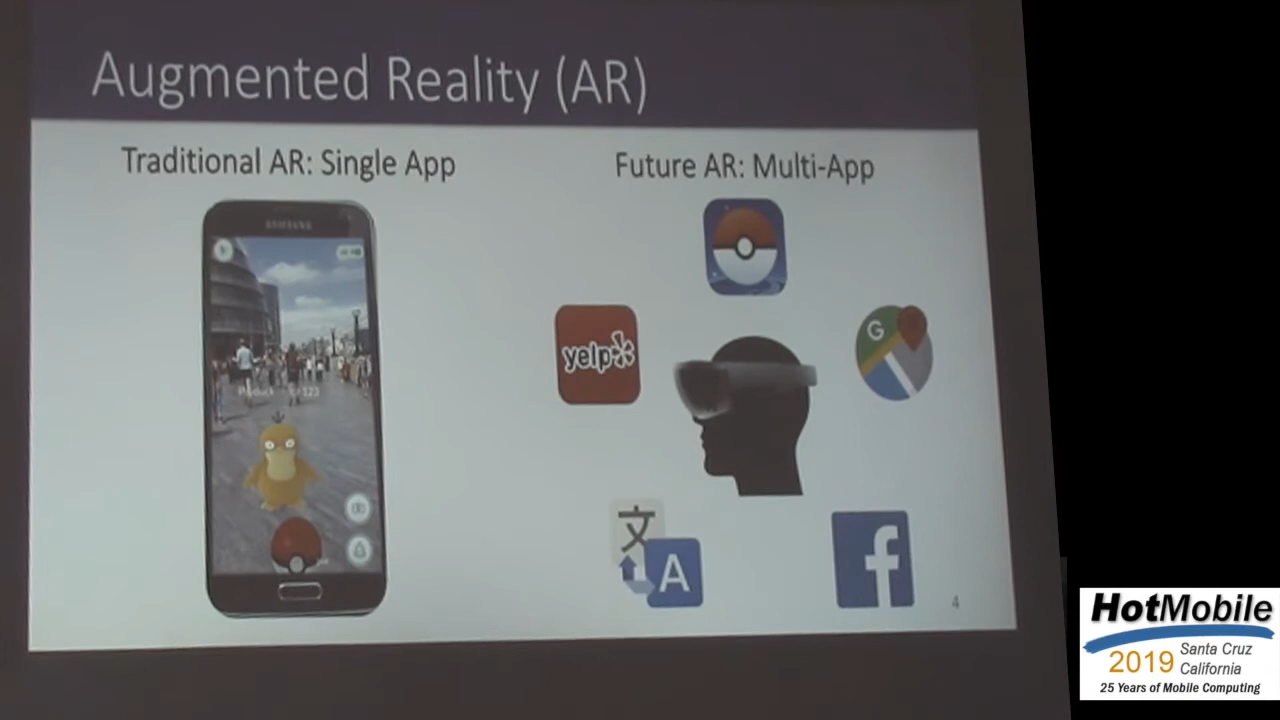 Augmented Reality (AR)
Traditional AR: Single App
Future AR: Multi-App
SAMSUNG
yelp
G
文
A
f
4
HotMobile
2019 Santa Cruz
California
25 Years of Mobile Computing